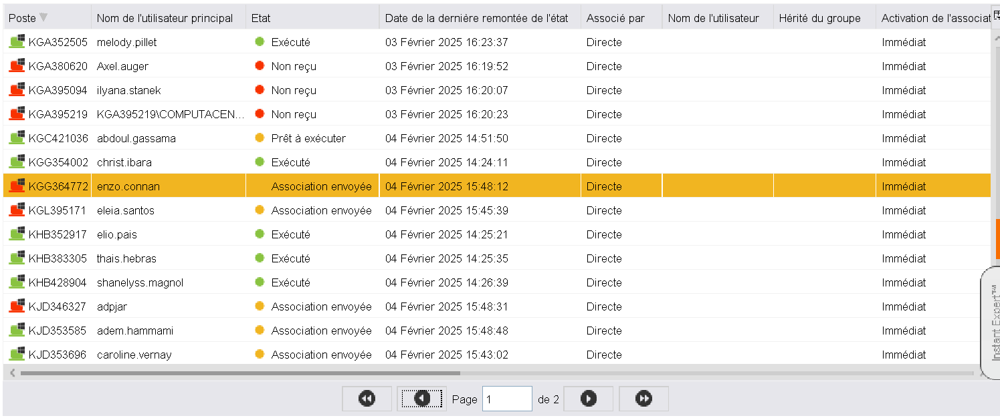 Poste Nom de l'utilisateur principal Etat Date de la dernière remontée de l'état Associé par Nom de l'utilisateur Hérité du groupe Activation de l'associat
KGA352505 melody.pillet Exécuté 03 Février 2025 16:23:37 Directe Immédiat
KGA380620 Axel.auger Non reçu 03 Février 2025 16:19:52 Directe Immédiat
KGA395094 ilyana.stanek Non reçu 03 Février 2025 16:20:07 Directe Immédiat
KGA395219 KGA395219\COMPUTACEN... Non reçu 03 Février 2025 16:20:23 Directe Immédiat
KGC421036 abdoul.gassama Prêt à exécuter 04 Février 2025 14:51:50 Directe Immédiat
KGG354002 christ.ibara Exécuté 04 Février 2025 14:24:11 Directe Immédiat
KGG364772 enzo.connan Association envoyée 04 Février 2025 15:48:12 Directe Immédiat
KGL395171 eleia.santos Association envoyée 04 Février 2025 15:45:39 Directe Immédiat
KHB352917 elio.pais Exécuté 04 Février 2025 14:25:21 Directe Immédiat
KHB383305 thais.hebras Exécuté 04 Février 2025 14:25:35 Directe Immédiat
KHB428904 shanelyss.magnol Exécuté 04 Février 2025 14:26:39 Directe Immédiat
KJD346327 adpjar Association envoyée 04 Février 2025 15:48:31 Directe Immédiat
KJD353585 adem.hammami Association envoyée 04 Février 2025 15:48:48 Directe Immédiat
KJD353696 caroline.vernay Association envoyée 04 Février 2025 15:43:02 Directe Immédiat
Instant Expert™
Page 1 de 2